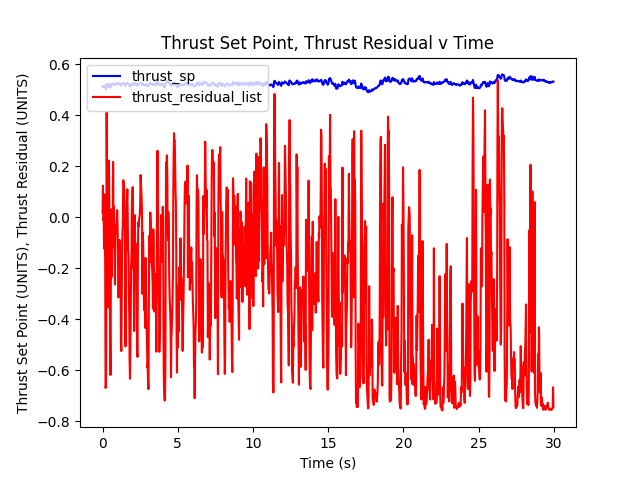 Thrust Set Point, Thrust Residual v Time
thrust_sp
thrust_residual_list
Thrust Set Point (UNITS), Thrust Residual (UNITS)
0.6
0.4
0.2
0.0
−0.2
−0.4
−0.6
−0.8
0 5 10 15 20 25 30
Time (s)